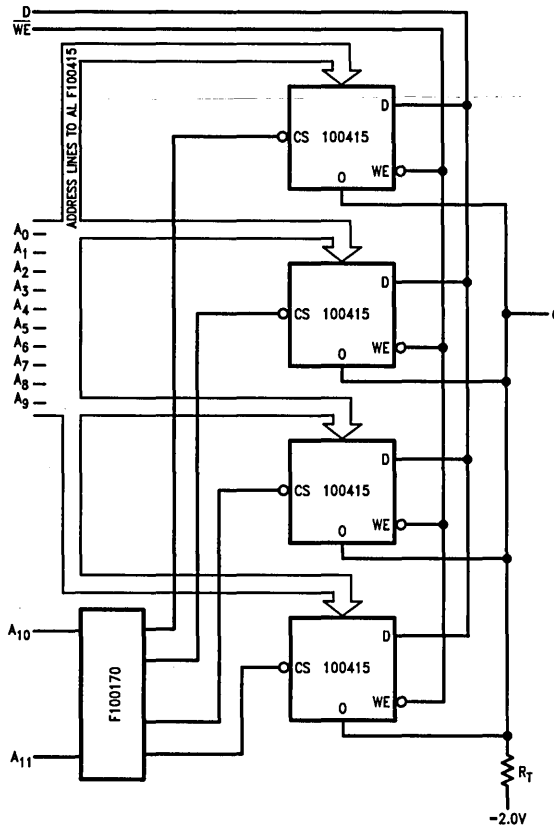 D
W̅E̅
ADDRESS LINES TO AL F100415
D
CS 100415
WE
O
A0
A1
A2
A3
A4
A5
A6
A7
A8
A9
D
CS 100415
WE
O
D
CS 100415
WE
O
A10
F100170
A11
D
CS 100415
WE
O
RT
-2.0V